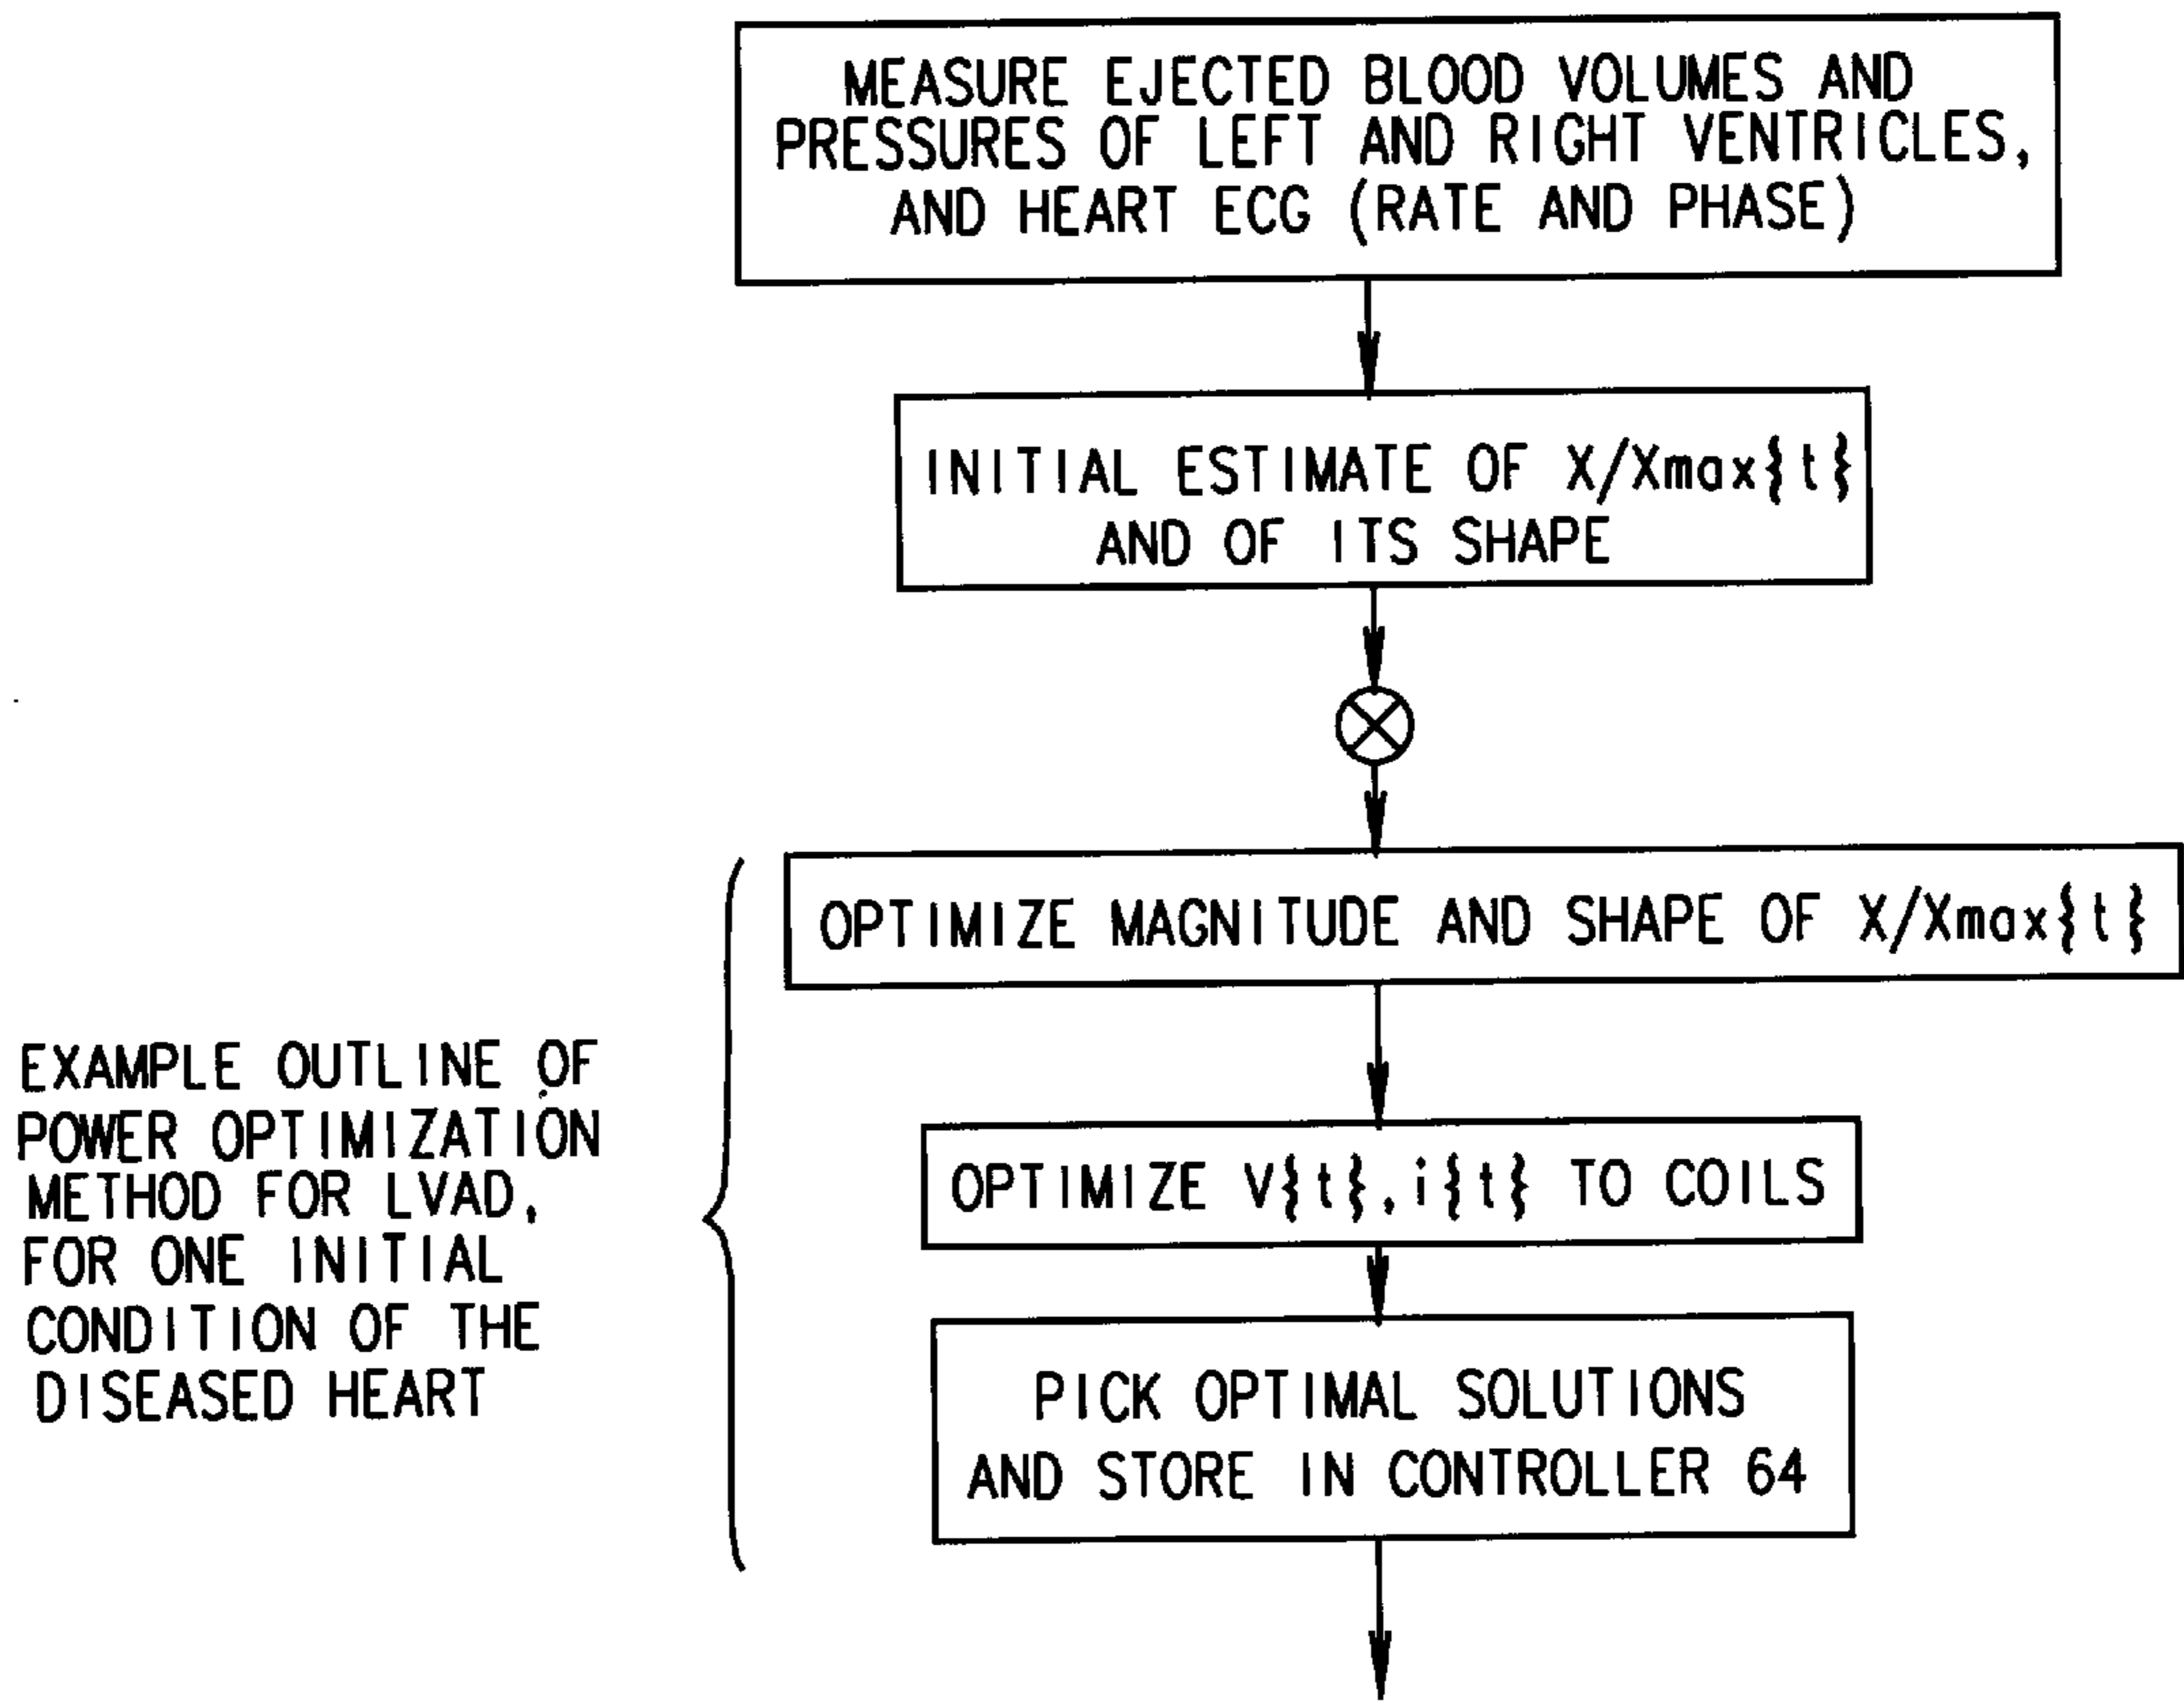 MEASURE EJECTED BLOOD VOLUMES AND
PRESSURES OF LEFT AND RIGHT VENTRICLES,
AND HEART ECG (RATE AND PHASE)
INITIAL ESTIMATE OF X/Xmax{t}
AND OF ITS SHAPE
OPTIMIZE MAGNITUDE AND SHAPE OF X/Xmax{t}
OPTIMIZE V{t},i{t} TO COILS
PICK OPTIMAL SOLUTIONS
AND STORE IN CONTROLLER 64
EXAMPLE OUTLINE OF
POWER OPTIMIZATION
METHOD FOR LVAD,
FOR ONE INITIAL
CONDITION OF THE
DISEASED HEART